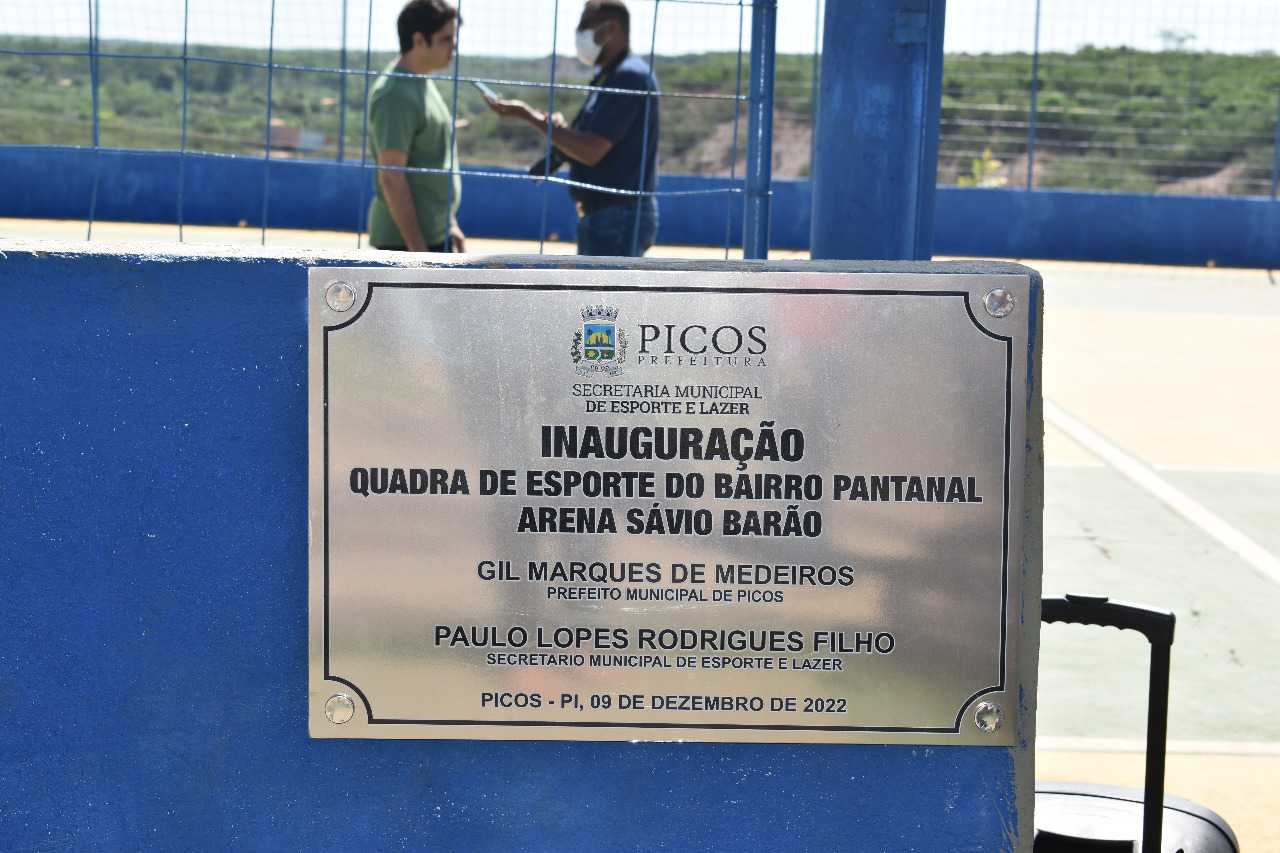 PICOS
PREFEITURA
SECRETARIA MUNICIPAL
DE ESPORTE E LAZER
INAUGURAÇÃO
QUADRA DE ESPORTE DO BAIRRO PANTANAL
ARENA SÁVIO BARÃO
GIL MARQUES DE MEDEIROS
PREFEITO MUNICIPAL DE PICOS
PAULO LOPES RODRIGUES FILHO
SECRETARIO MUNICIPAL DE ESPORTE E LAZER
PICOS - PI, 09 DE DEZEMBRO DE 2022